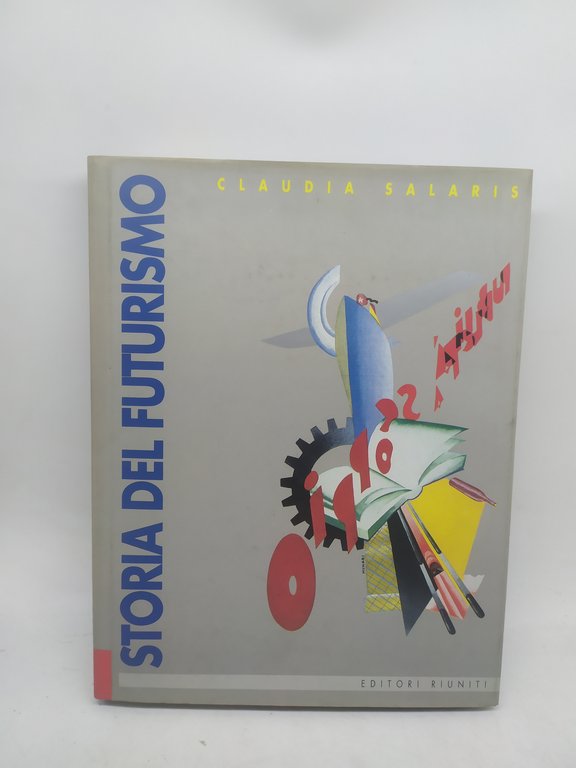 CLAUDIA SALARIS
STORIA DEL FUTURISMO
EDITORI RIUNITI